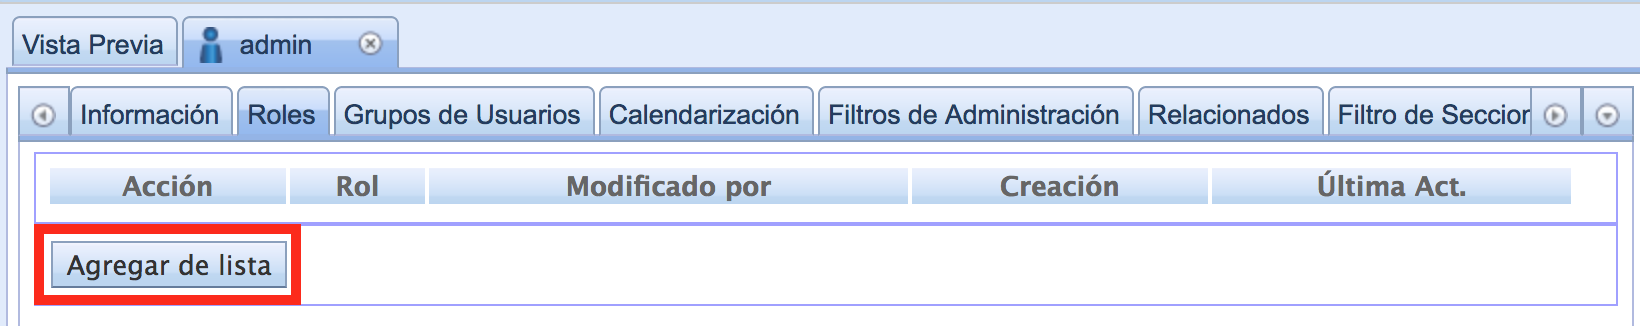 Vista Previa admin
Información Roles Grupos de Usuarios Calendarización Filtros de Administración Relacionados Filtro de Seccior
Acción Rol Modificado por Creación Última Act.
Agregar de lista